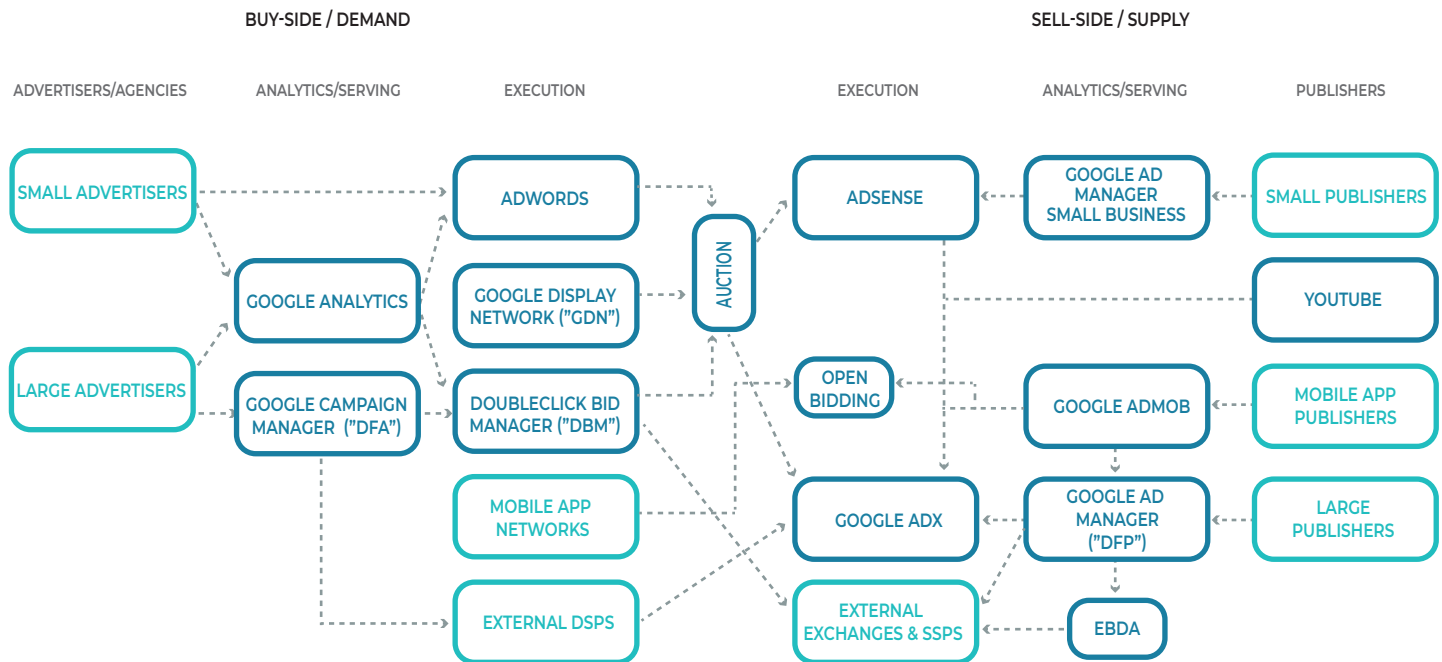 BUY-SIDE / DEMAND
SELL-SIDE / SUPPLY
ADVERTISERS/AGENCIES
ANALYTICS/SERVING
EXECUTION
EXECUTION
ANALYTICS/SERVING
PUBLISHERS
SMALL ADVERTISERS
LARGE ADVERTISERS
GOOGLE ANALYTICS
GOOGLE CAMPAIGN
MANAGER ("DFA")
ADWORDS
GOOGLE DISPLAY
NETWORK ("GDN")
DOUBLECLICK BID
MANAGER ("DBM")
MOBILE APP
NETWORKS
EXTERNAL DSPS
AUCTION
ADSENSE
OPEN
BIDDING
GOOGLE ADX
EXTERNAL
EXCHANGES & SSPS
GOOGLE AD
MANAGER
SMALL BUSINESS
GOOGLE ADMOB
GOOGLE AD
MANAGER
("DFP")
EBDA
SMALL PUBLISHERS
YOUTUBE
MOBILE APP
PUBLISHERS
LARGE
PUBLISHERS